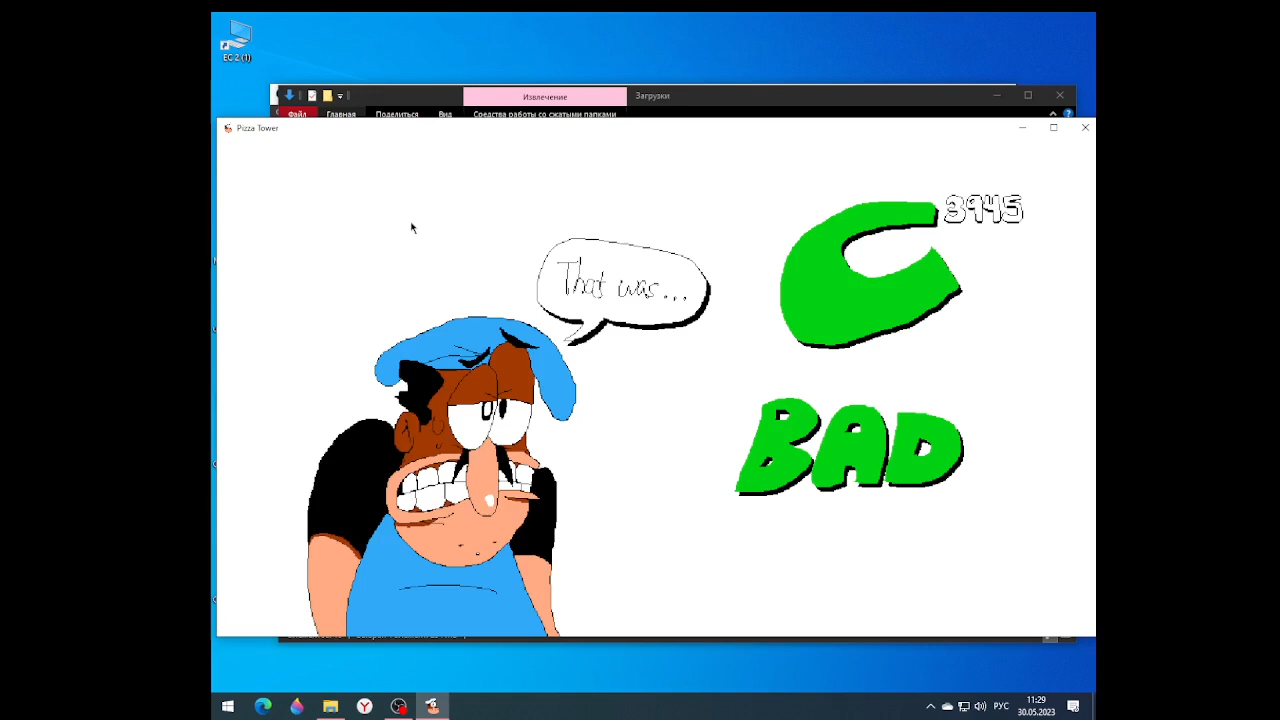 EC 2 (1)
Извлечение
Загрузки
Файл
Главная
Поделиться
Вид
Средства работы со сжатыми папками
Pizza Tower
3945
C
That was...
BAD
РУС
11:29
30.05.2023